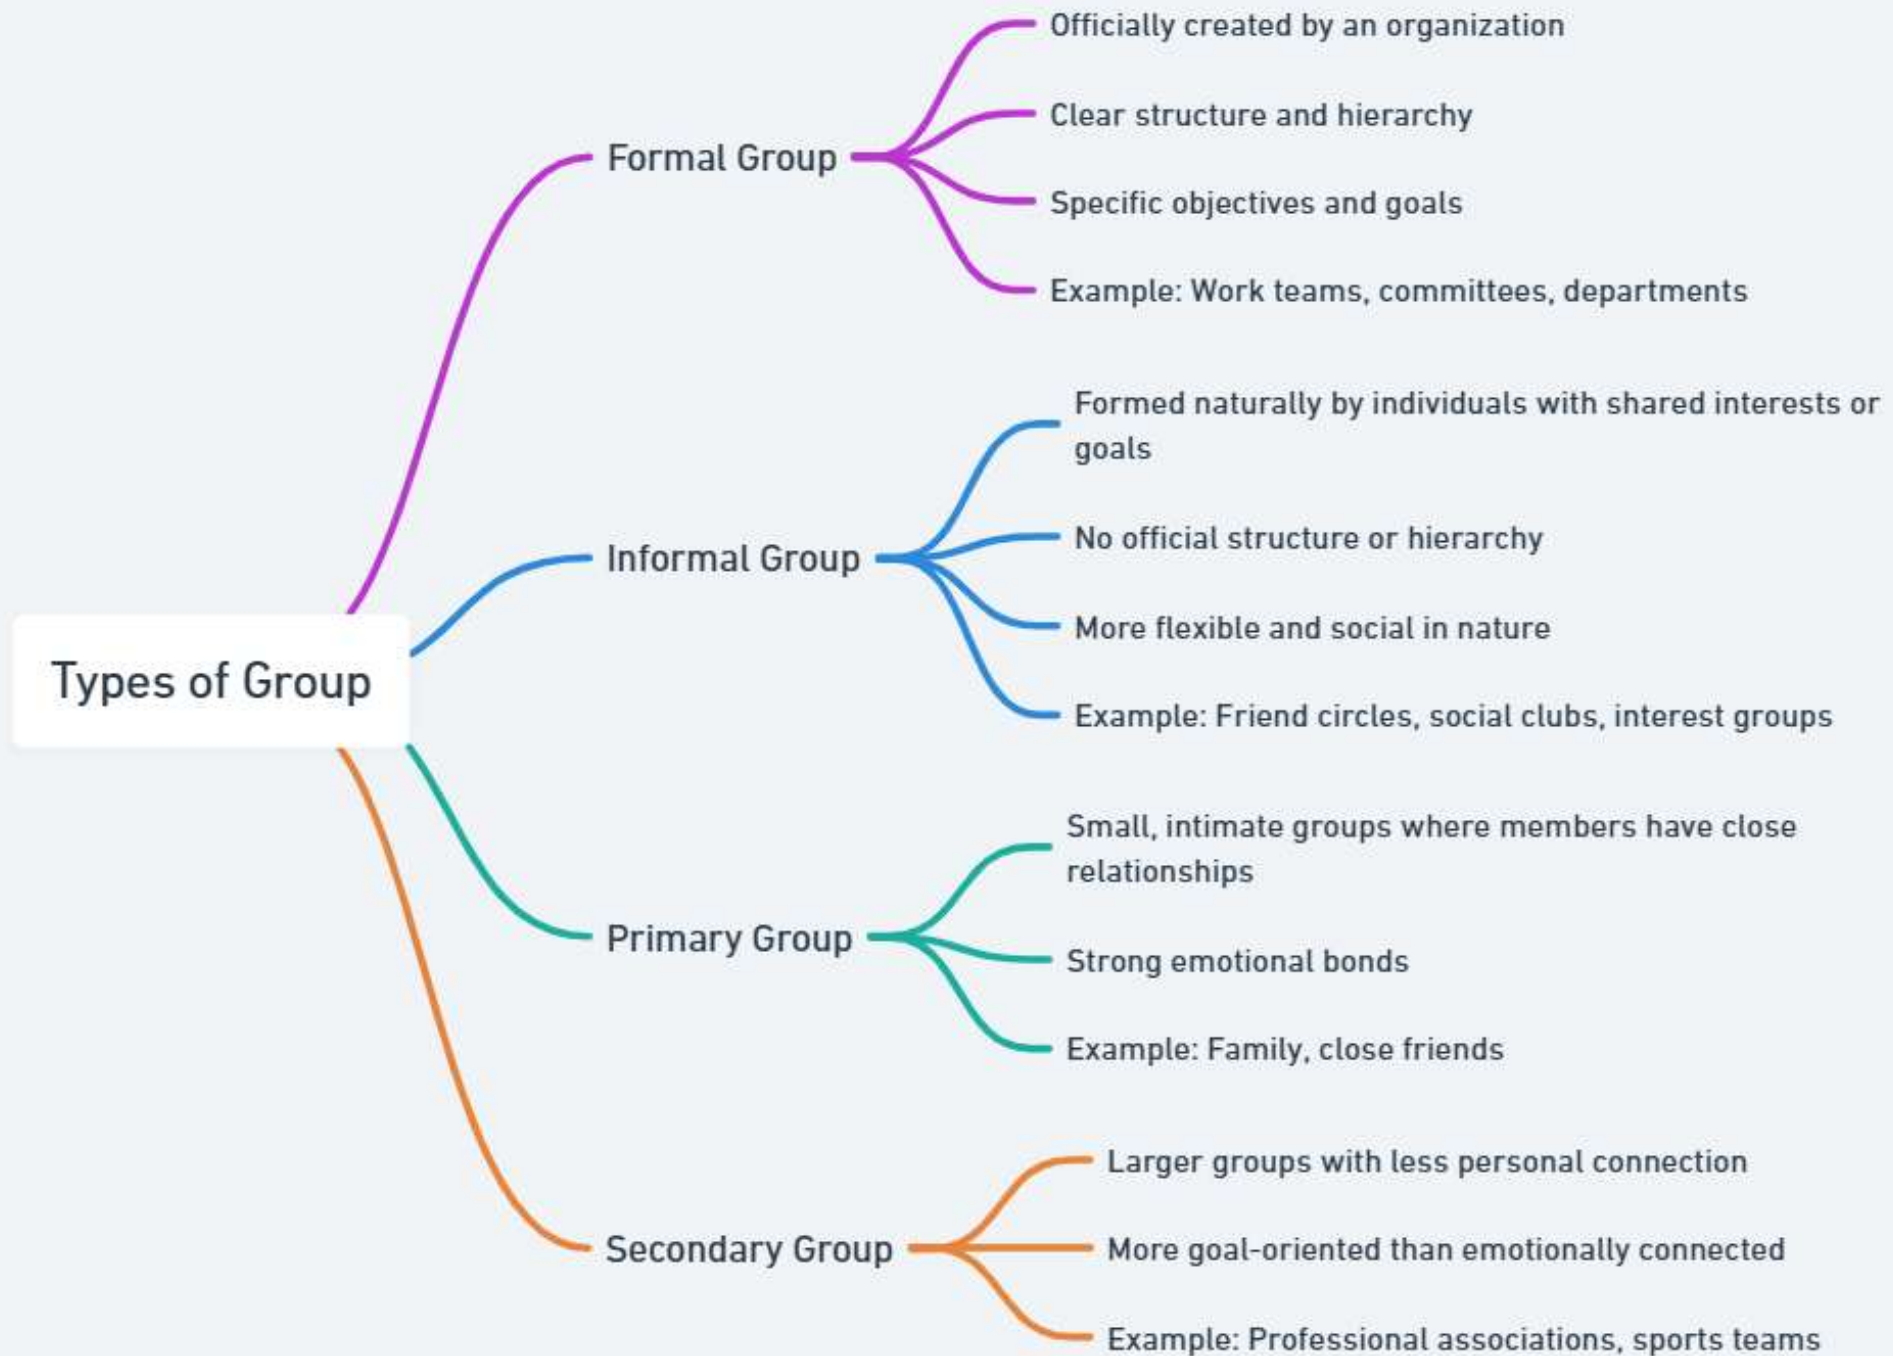 Types of Group
Formal Group
Officially created by an organization
Clear structure and hierarchy
Specific objectives and goals
Example: Work teams, committees, departments
Informal Group
Formed naturally by individuals with shared interests or
goals
No official structure or hierarchy
More flexible and social in nature
Example: Friend circles, social clubs, interest groups
Primary Group
Small, intimate groups where members have close
relationships
Strong emotional bonds
Example: Family, close friends
Secondary Group
Larger groups with less personal connection
More goal-oriented than emotionally connected
Example: Professional associations, sports teams